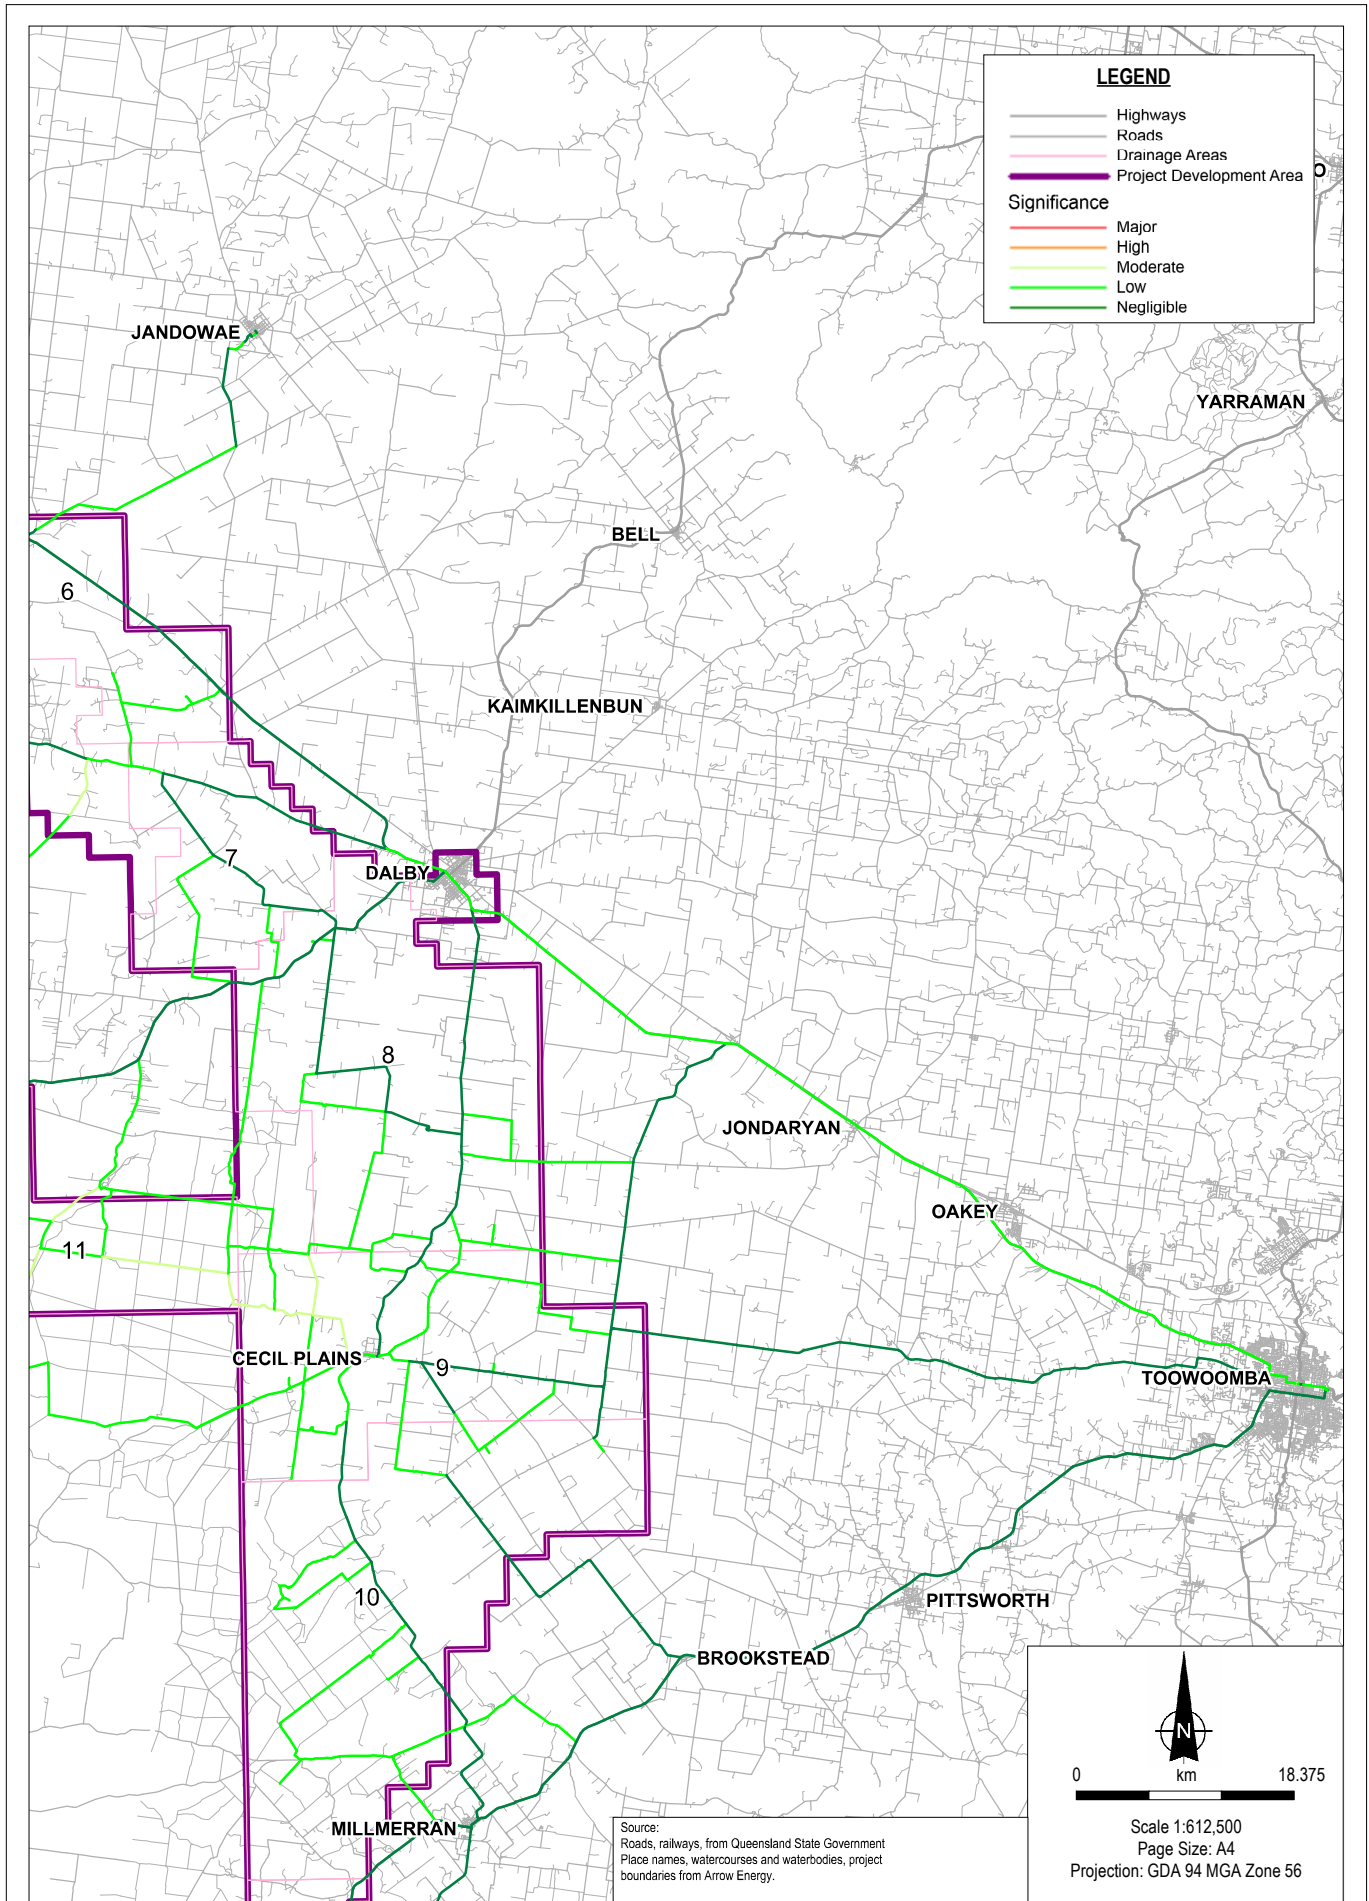 LEGEND
Highways
Roads
Drainage Areas
Project Development Area
O
Significance
Major
High
Moderate
Low
Negligible
JANDOWAE
YARRAMAN
BELL
6
KAIMKILLENBUN
7
DALBY
8
JONDARYAN
OAKEY
11
CECIL PLAINS
9
TOOWOOMBA
10
PITTSWORTH
BROOKSTEAD
MILLMERRAN
N
0 km 18.375
Scale 1:612,500
Page Size: A4
Projection: GDA 94 MGA Zone 56
Source:
Roads, railways, from Queensland State Government
Place names, watercourses and waterbodies, project
boundaries from Arrow Energy.